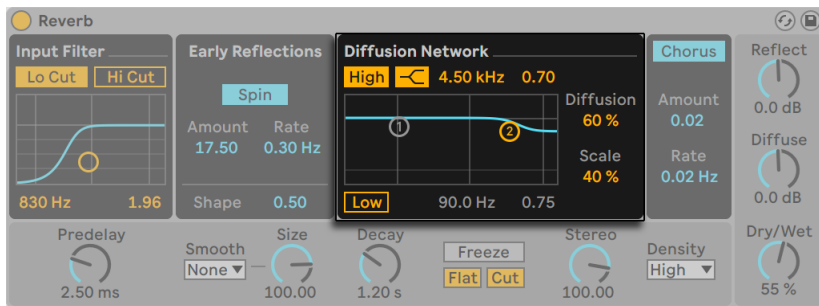 Reverb
Input Filter
Lo Cut Hi Cut
830 Hz 1.96
Early Reflections
Spin
Amount Rate
17.50 0.30 Hz
Shape 0.50
Diffusion Network
High 4.50 kHz 0.70
1
2
Diffusion
60 %
Scale
40 %
Low 90.0 Hz 0.75
Chorus
Amount
0.02
Rate
0.02 Hz
Reflect
0.0 dB
Diffuse
0.0 dB
Dry/Wet
55 %
Predelay
2.50 ms
Smooth
None
Size
100.00
Decay
1.20 s
Freeze
Flat Cut
Stereo
100.00
Density
High